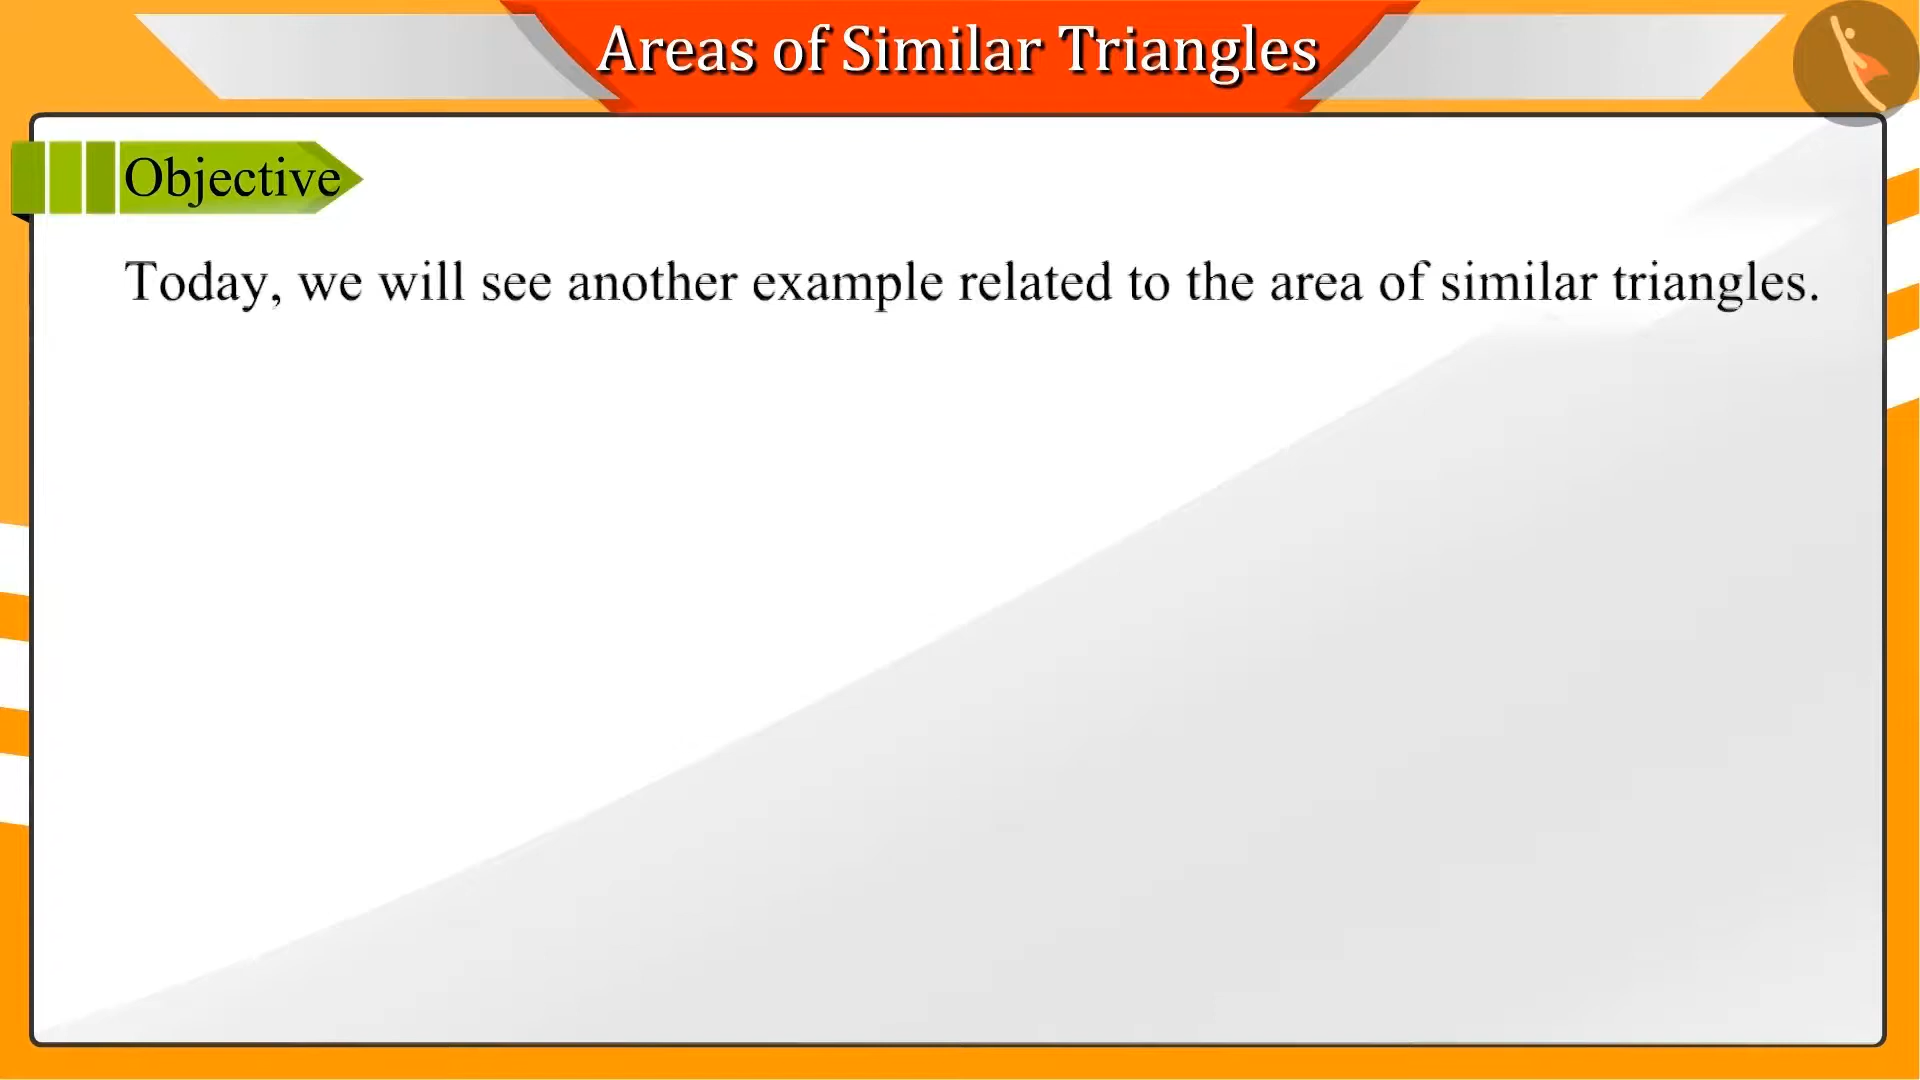 Areas of Similar Triangles
Objective
Today, we will see another example related to the area of similar triangles.